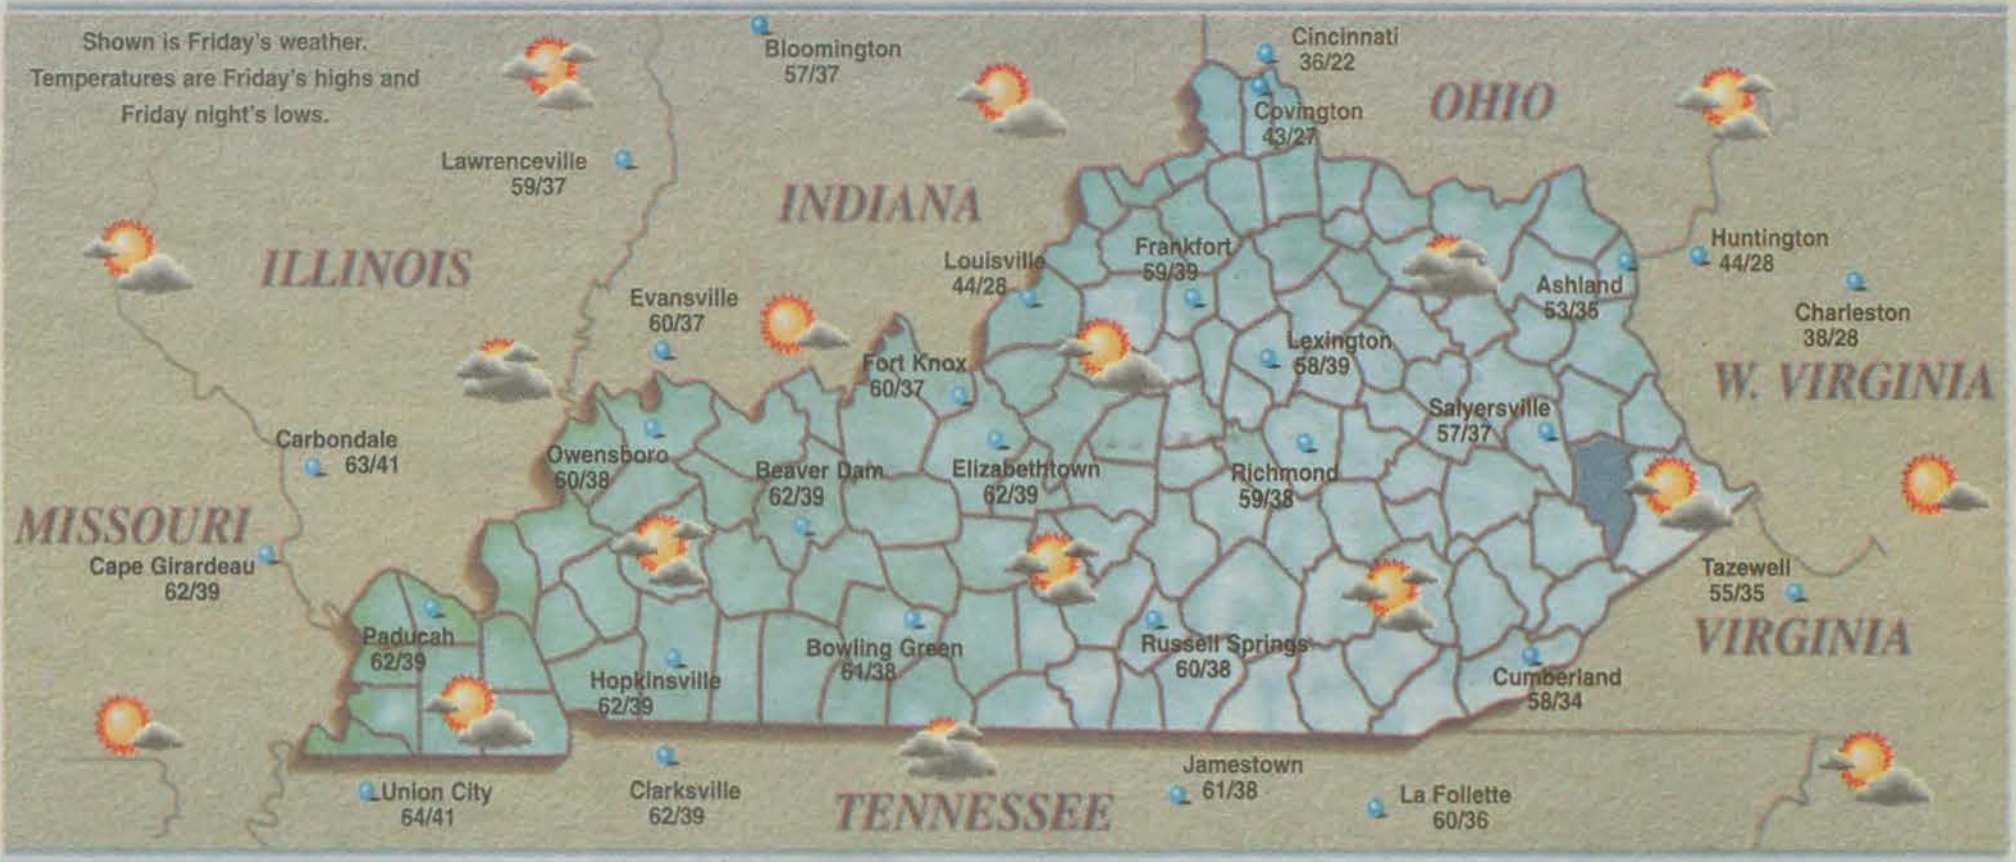 Shown is Friday's weather.
Temperatures are Friday's highs and
Friday night's lows.
Bloomington
57/37
Cincinnati
36/22
OHIO
Covington
43/27
Lawrenceville
59/37
INDIANA
ILLINOIS
Louisville
44/28
Frankfort
59/39
Huntington
44/28
Ashland
53/35
Charleston
38/28
Evansville
60/37
Fort Knox
60/37
Lexington
58/39
W. VIRGINIA
Salyersville
57/37
Carbondale
63/41
Owensboro
60/38
Beaver Dam
62/39
Elizabethtown
62/39
Richmond
59/38
MISSOURI
Cape Girardeau
62/39
Tazewell
55/35
VIRGINIA
Paducah
62/39
Bowling Green
61/38
Russell Springs
60/38
Hopkinsville
62/39
Cumberland
58/34
Union City
64/41
Clarksville
62/39
TENNESSEE
Jamestown
61/38
La Follette
60/36